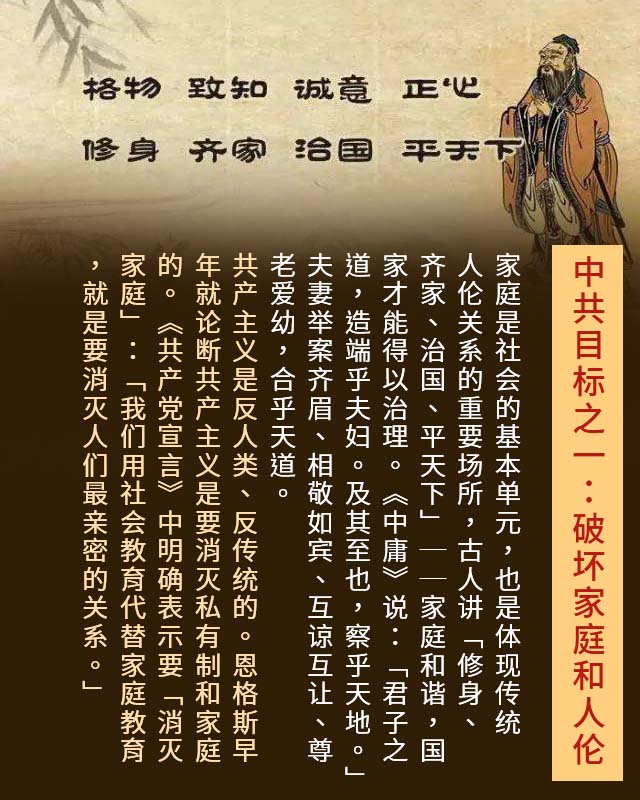 格物 致知 诚意 正心
修身 齐家 治国 平天下
中共目标之一：破坏家庭和人伦
家庭是社会的基本单元，也是体现传统
人伦关系的重要场所，古人讲「修身、
齐家、治国、平天下」——家庭和谐，国
家才能得以治理。《中庸》说：「君子之
道，造端乎夫妇。及其至也，察乎天地。」
夫妻举案齐眉、相敬如宾、互谅互让、尊
老爱幼，合乎天道。
共产主义是反人类、反传统的。恩格斯早
年就论断共产主义是要消灭私有制和家庭
的。《共产党宣言》中明确表示要「消灭
家庭」：「我们用社会教育代替家庭教育
，就是要消灭人们最亲密的关系。」